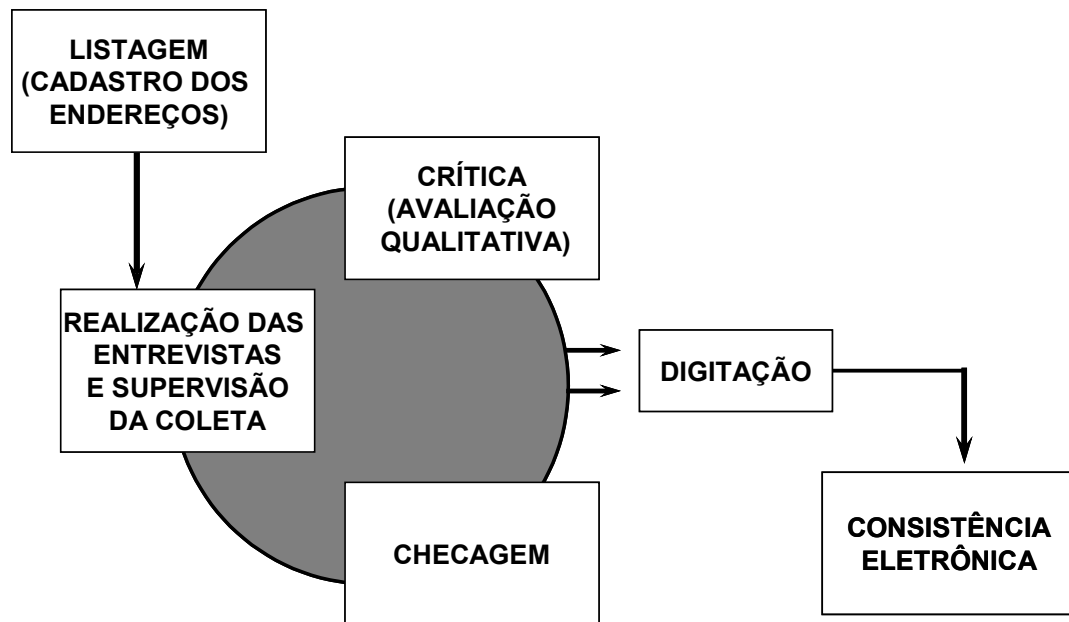 LISTAGEM
(CADASTRO DOS
ENDEREÇOS)
CRÍTICA
(AVALIAÇÃO
QUALITATIVA)
REALIZAÇÃO DAS
ENTREVISTAS
E SUPERVISÃO
DA COLETA
DIGITAÇÃO
CHECAGEM
CONSISTÊNCIA
ELETRÔNICA